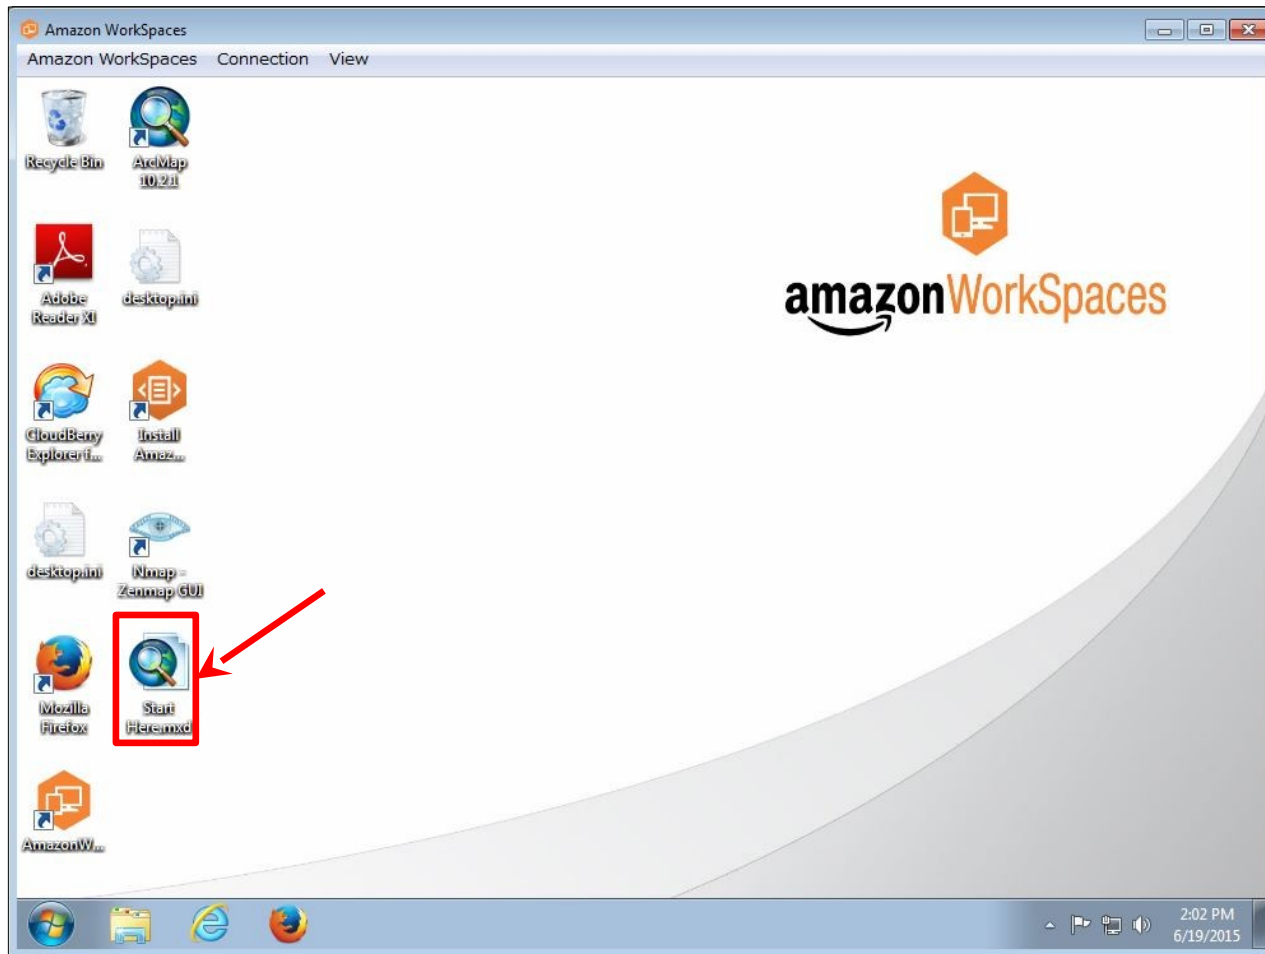 Amazon WorkSpaces
Amazon WorkSpaces Connection View
Recycle Bin
ArcMap
10.2.1
Adobe
Reader XI
desktop.ini
CloudBerry
Explorer f...
Install
Amaz...
desktop.ini
Nmap -
Zenmap GUI
Mozilla
Firefox
Start
Here.mxd
AmazonW...
amazon WorkSpaces
2:02 PM
6/19/2015